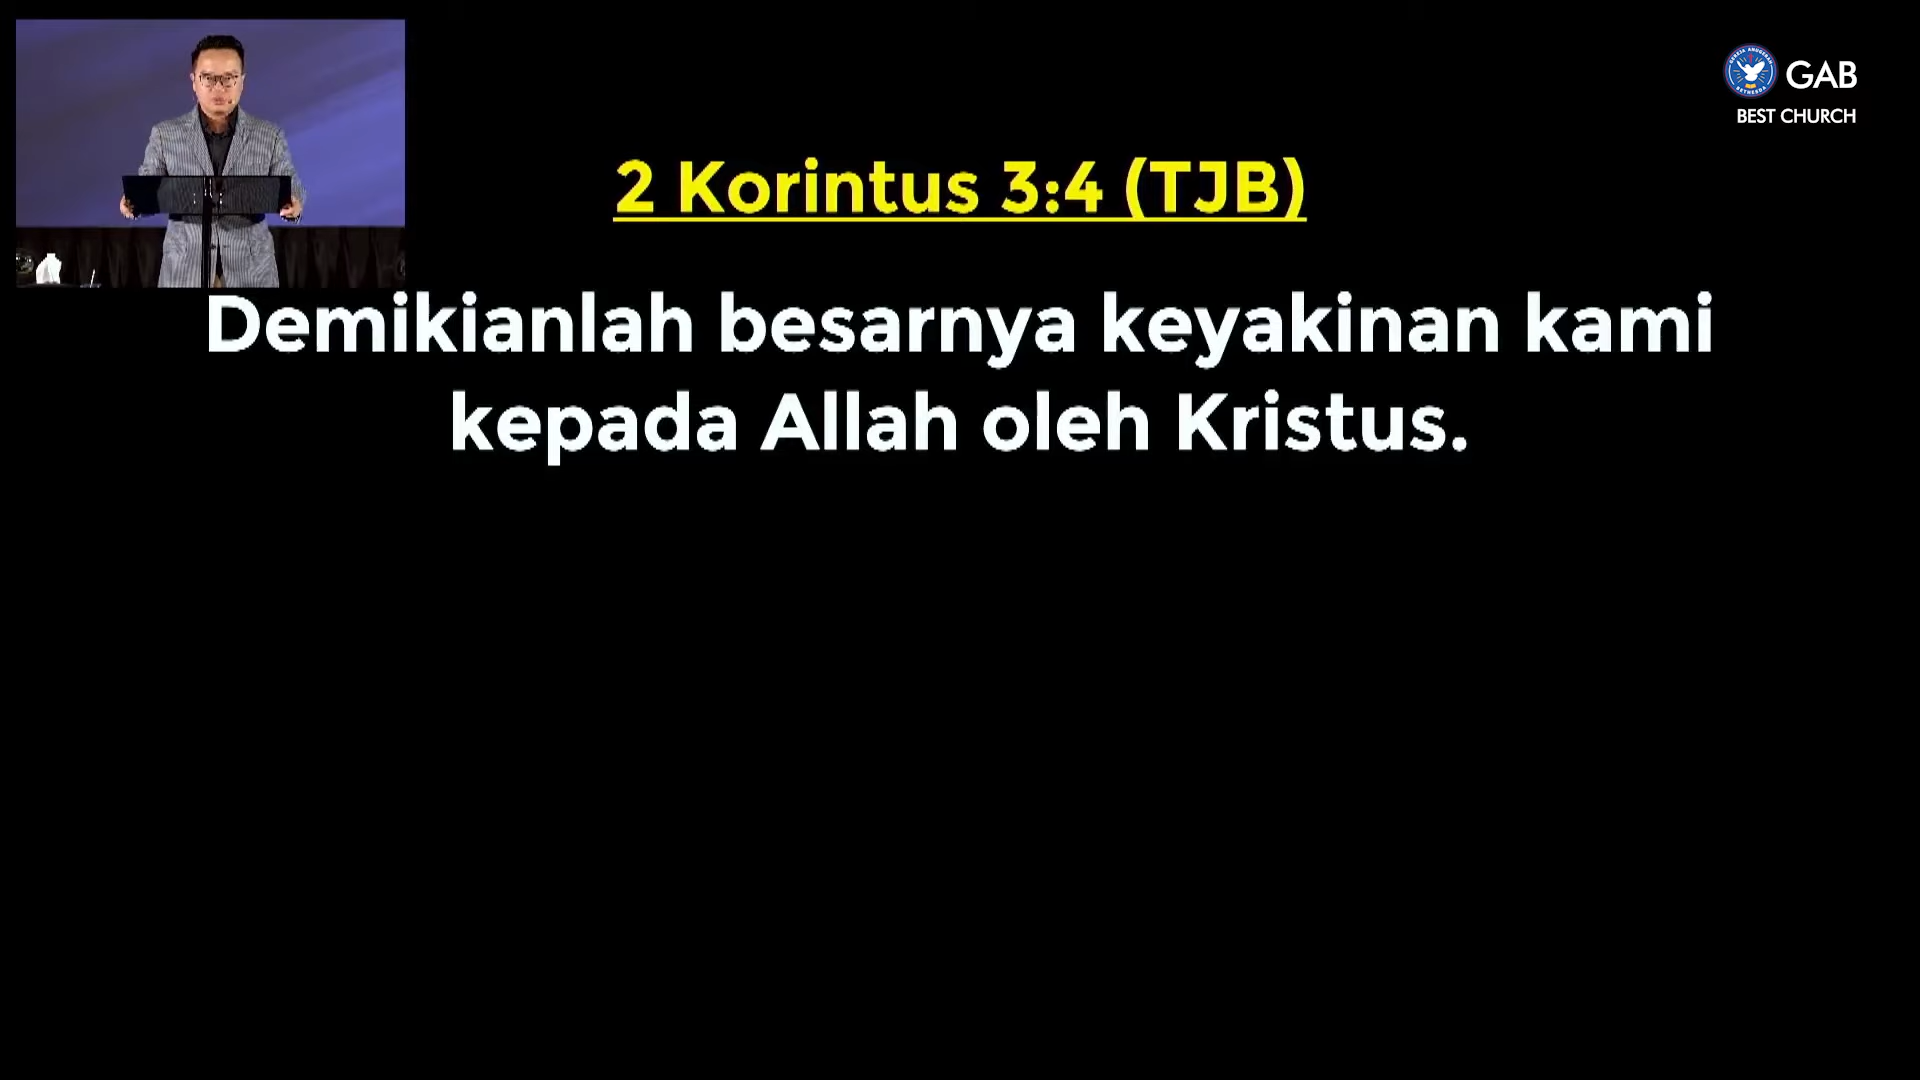 GAB
BEST CHURCH
2 Korintus 3:4 (TJB)
Demikianlah besarnya keyakinan kami
kepada Allah oleh Kristus.